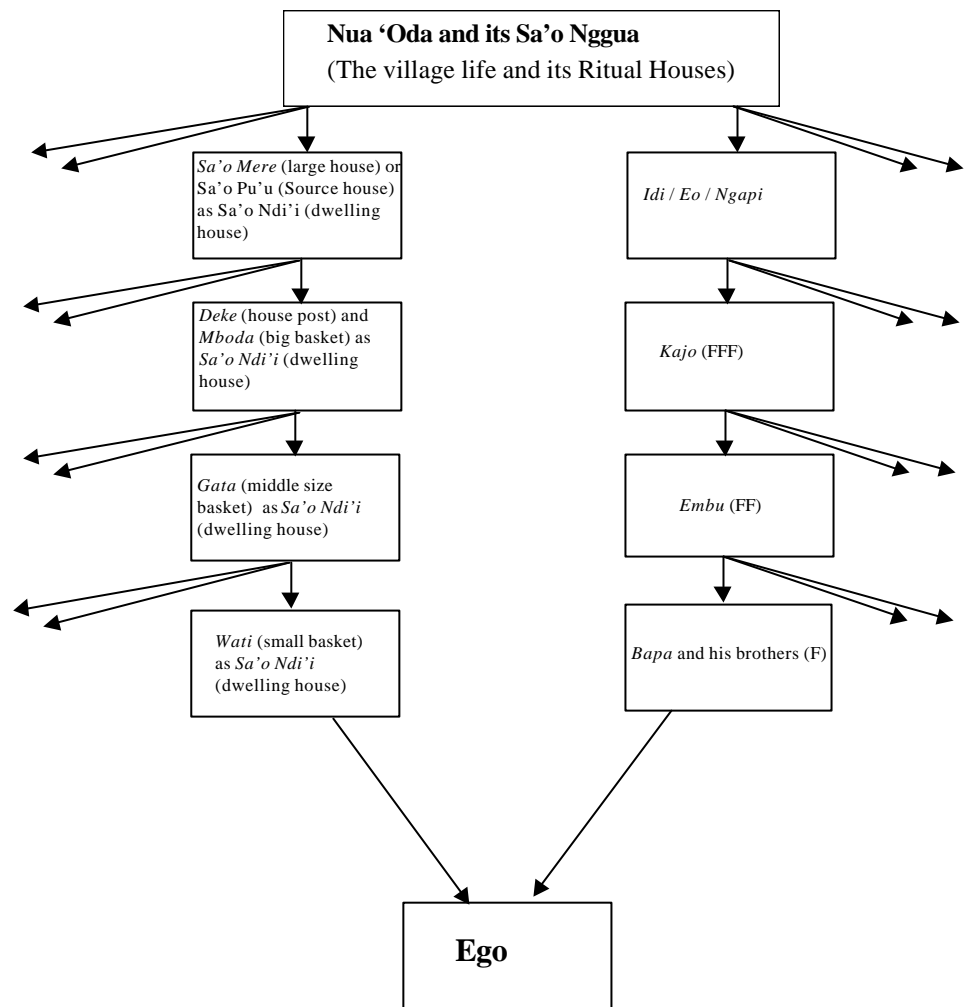 Nua ‘Oda and its Sa’o Nggua
(The village life and its Ritual Houses)
Sa’o Mere (large house) or
Sa’o Pu’u (Source house)
as Sa’o Ndi’i (dwelling
house)
Idi / Eo / Ngapi
Deke (house post) and
Mboda (big basket) as
Sa’o Ndi’i (dwelling
house)
Kajo (FFF)
Gata (middle size
basket) as Sa’o Ndi’i
(dwelling house)
Embu (FF)
Wati (small basket)
as Sa’o Ndi’i
(dwelling house)
Bapa and his brothers (F)
Ego